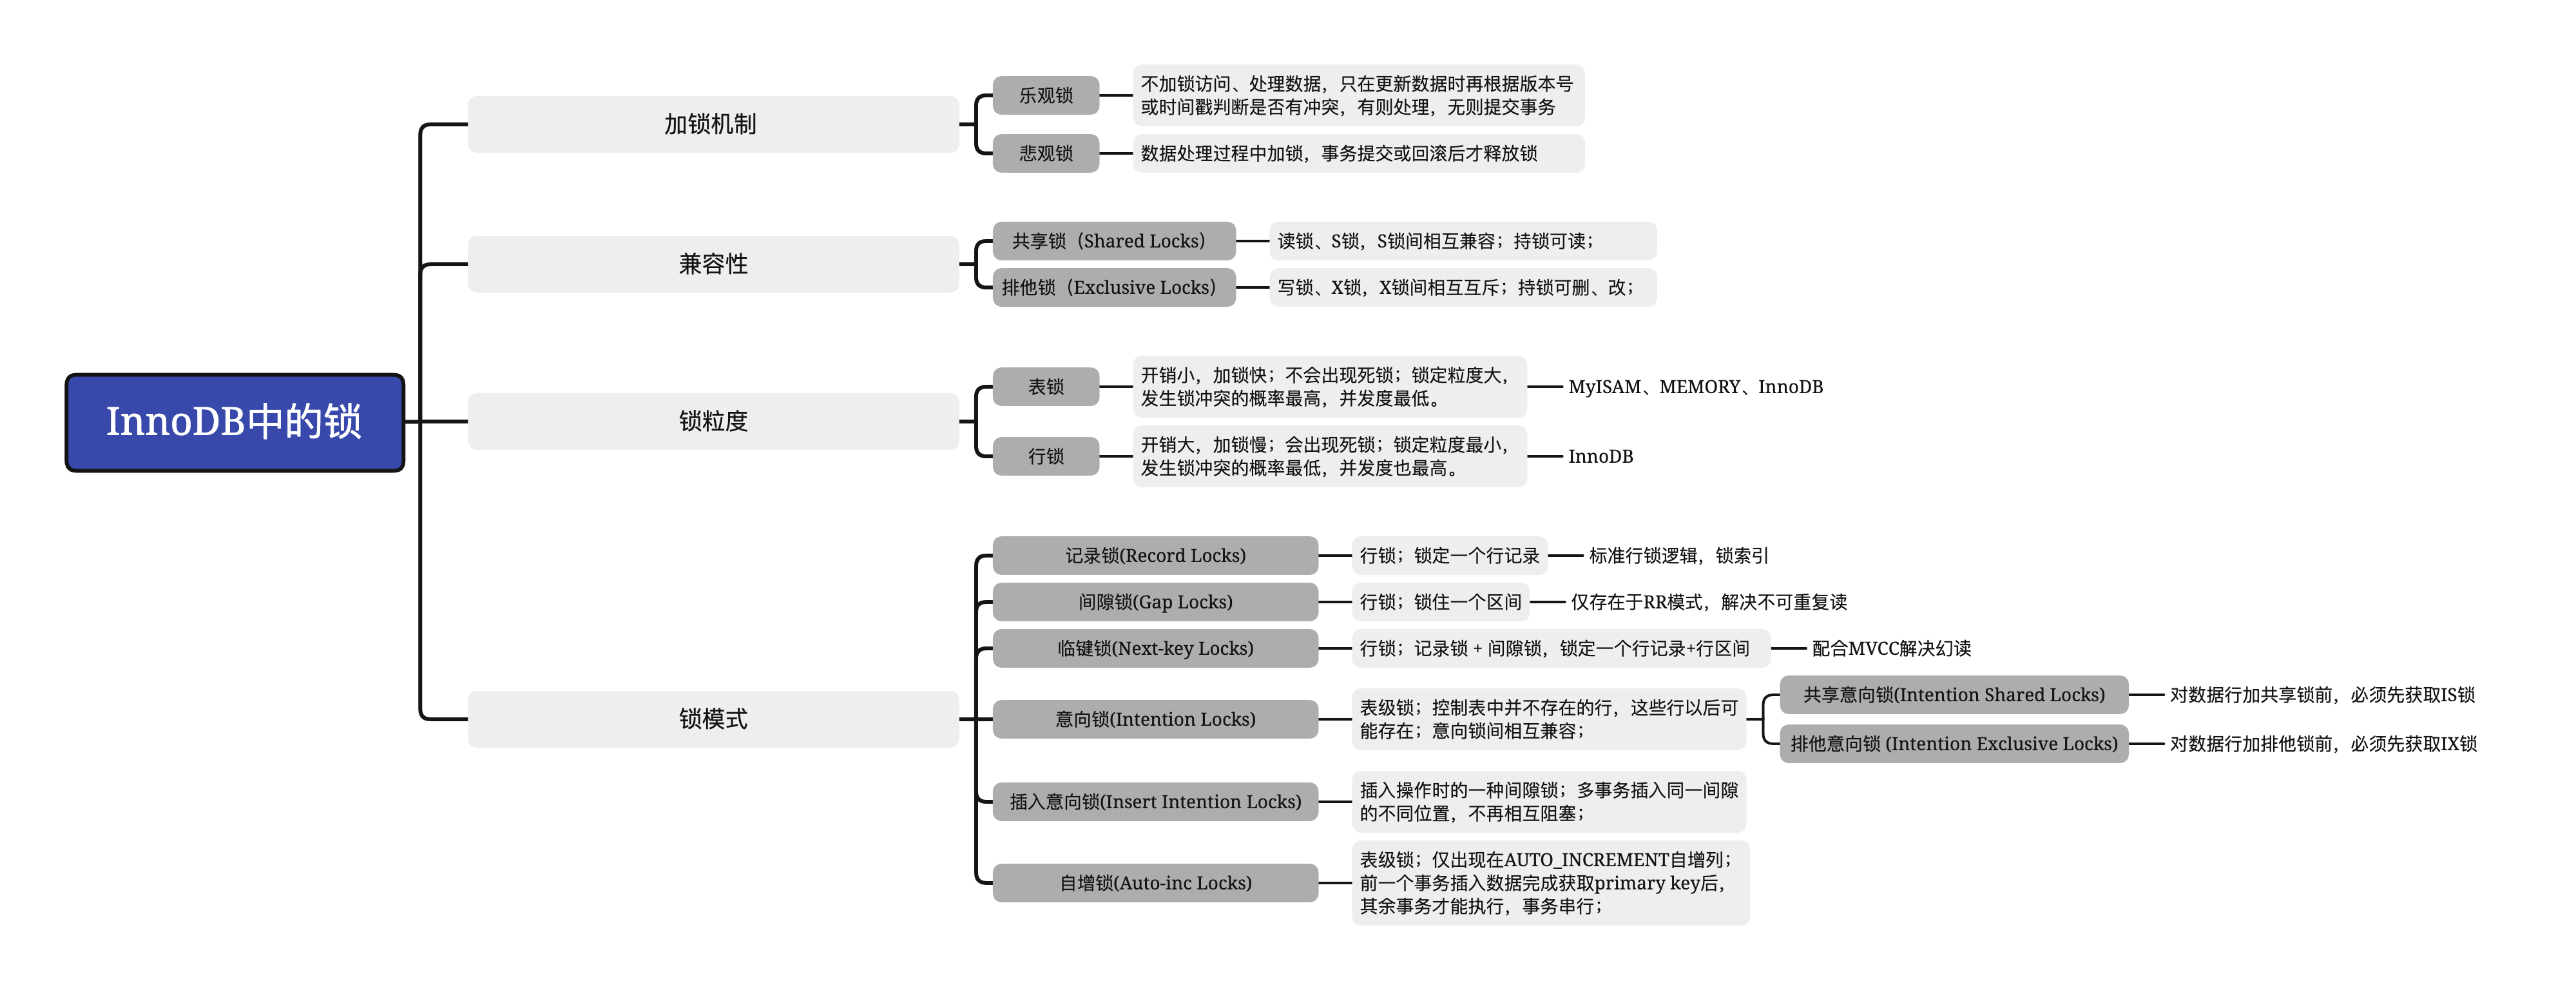 InnoDB中的锁
加锁机制
乐观锁
不加锁访问、处理数据，只在更新数据时再根据版本号
或时间戳判断是否有冲突，有则处理，无则提交事务
悲观锁
数据处理过程中加锁，事务提交或回滚后才释放锁
兼容性
共享锁（Shared Locks）
读锁、S锁，S锁间相互兼容；持锁可读；
排他锁（Exclusive Locks）
写锁、X锁，X锁间相互互斥；持锁可删、改；
锁粒度
表锁
开销小，加锁快；不会出现死锁；锁定粒度大，
发生锁冲突的概率最高，并发度最低。
MyISAM、MEMORY、InnoDB
行锁
开销大，加锁慢；会出现死锁；锁定粒度最小，
发生锁冲突的概率最低，并发度也最高。
InnoDB
锁模式
记录锁(Record Locks)
行锁；锁定一个行记录
标准行锁逻辑，锁索引
间隙锁(Gap Locks)
行锁；锁住一个区间
仅存在于RR模式，解决不可重复读
临键锁(Next-key Locks)
行锁；记录锁 + 间隙锁，锁定一个行记录+行区间
配合MVCC解决幻读
意向锁(Intention Locks)
表级锁；控制表中并不存在的行，这些行以后可
能存在；意向锁间相互兼容；
共享意向锁(Intention Shared Locks)
对数据行加共享锁前，必须先获取IS锁
排他意向锁 (Intention Exclusive Locks)
对数据行加排他锁前，必须先获取IX锁
插入意向锁(Insert Intention Locks)
插入操作时的一种间隙锁；多事务插入同一间隙
的不同位置，不再相互阻塞；
自增锁(Auto-inc Locks)
表级锁；仅出现在AUTO_INCREMENT自增列；
前一个事务插入数据完成获取primary key后，
其余事务才能执行，事务串行；